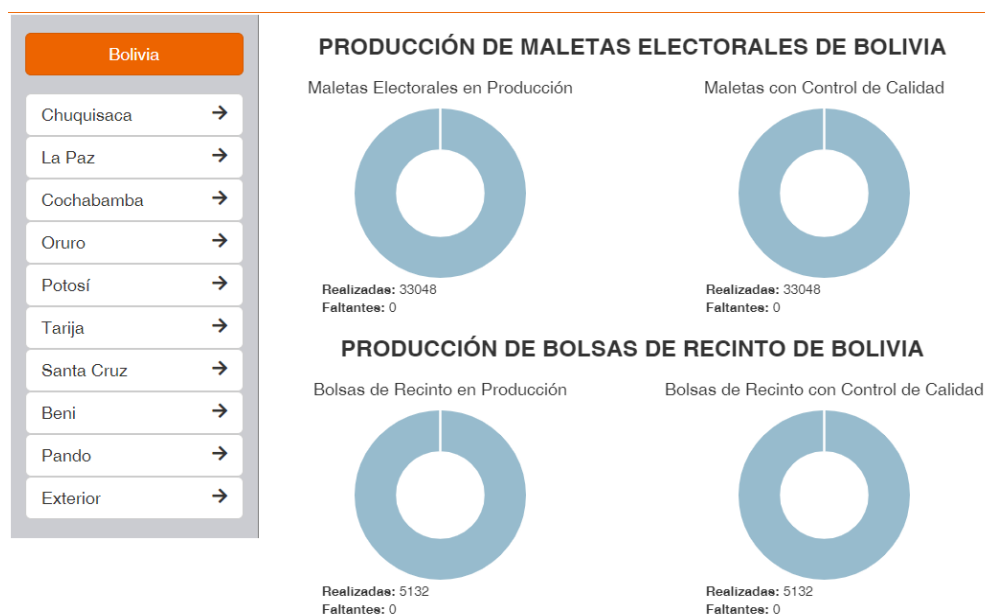 Bolivia
Chuquisaca
La Paz
Cochabamba
Oruro
Potosí
Tarija
Santa Cruz
Beni
Pando
Exterior
PRODUCCIÓN DE MALETAS ELECTORALES DE BOLIVIA
Maletas Electorales en Producción
Realizadas: 33048
Faltantes: 0
Maletas con Control de Calidad
Realizadas: 33048
Faltantes: 0
PRODUCCIÓN DE BOLSAS DE RECINTO DE BOLIVIA
Bolsas de Recinto en Producción
Realizadas: 5132
Faltantes: 0
Bolsas de Recinto con Control de Calidad
Realizadas: 5132
Faltantes: 0